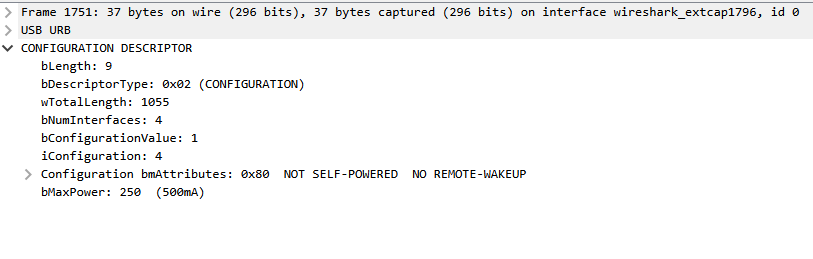 Frame 1751: 37 bytes on wire (296 bits), 37 bytes captured (296 bits) on interface wireshark_extcap1796, id 0
USB URB
CONFIGURATION DESCRIPTOR
bLength: 9
bDescriptorType: 0x02 (CONFIGURATION)
wTotalLength: 1055
bNumInterfaces: 4
bConfigurationValue: 1
iConfiguration: 4
Configuration bmAttributes: 0x80  NOT SELF-POWERED  NO REMOTE-WAKEUP
bMaxPower: 250  (500mA)